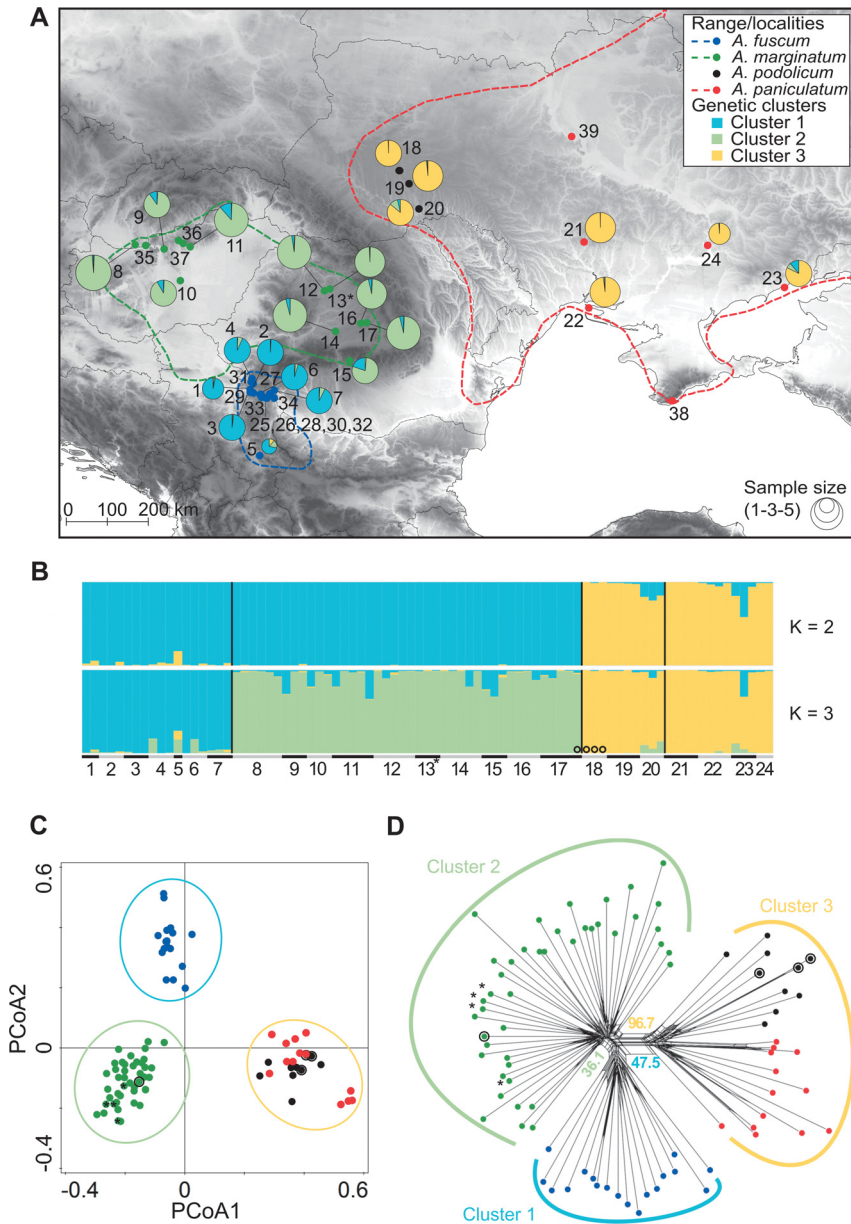 A
Range/localities
A. fuscum
A. marginatum
A. podolicum
A. paniculatum
Genetic clusters
Cluster 1
Cluster 2
Cluster 3
18
39
19
20
9
36
11
21
24
8
35
37
23
10
12
13*
22
16
14
17
4
2
15
6
31
27
1
29
7
38
33
34
3
25, 26, 28, 30, 32
5
0 100 200 km
Sample size
(1-3-5)
B
K = 2
K = 3
1 2 3 4 5 6 7 8 9 10 11 12 13* 14 15 16 17 18 19 20 21 22 23 24
C
0.6
PCoA2
0
-0.4
-0.4 0 0.6
PCoA1
D
Cluster 2
Cluster 3
96.7
36.1
47.5
Cluster 1